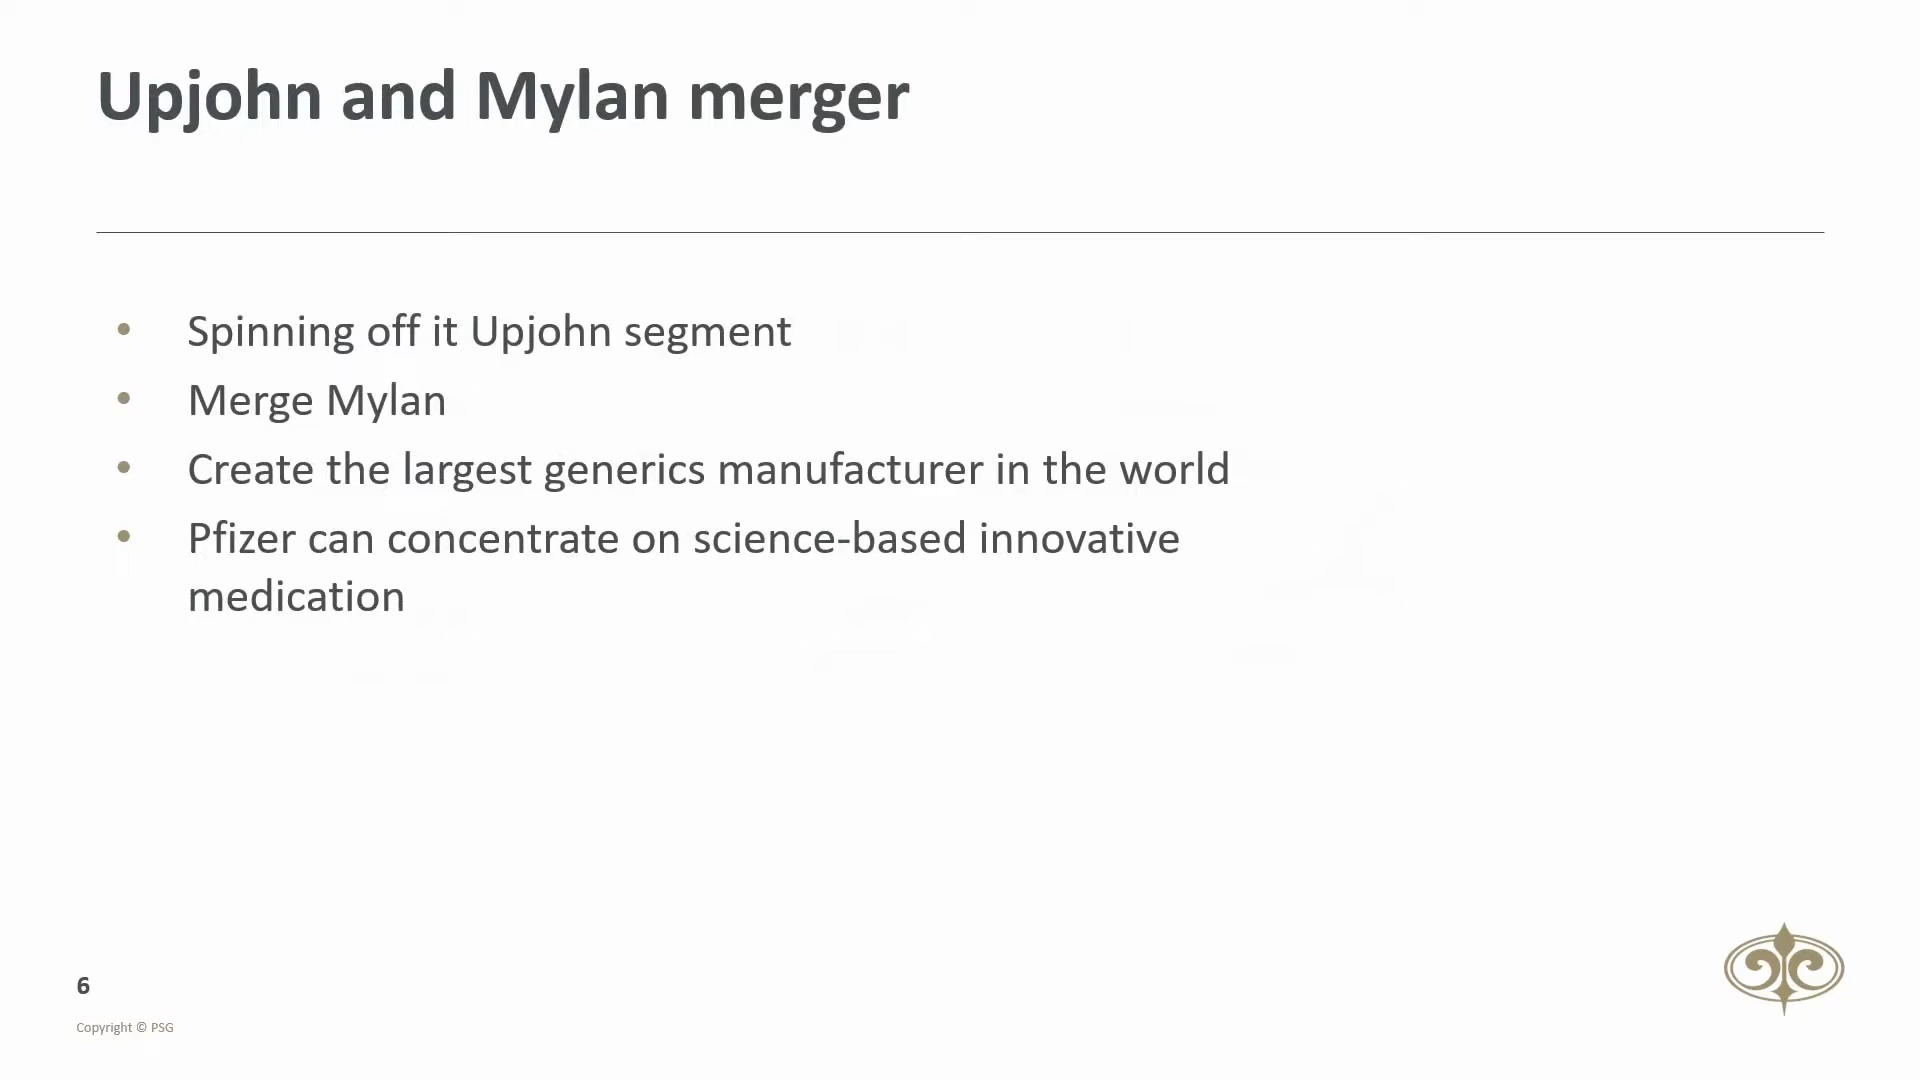 Upjohn and Mylan merger
• Spinning off it Upjohn segment
• Merge Mylan
• Create the largest generics manufacturer in the world
• Pfizer can concentrate on science-based innovative
medication
6
Copyright © PSG